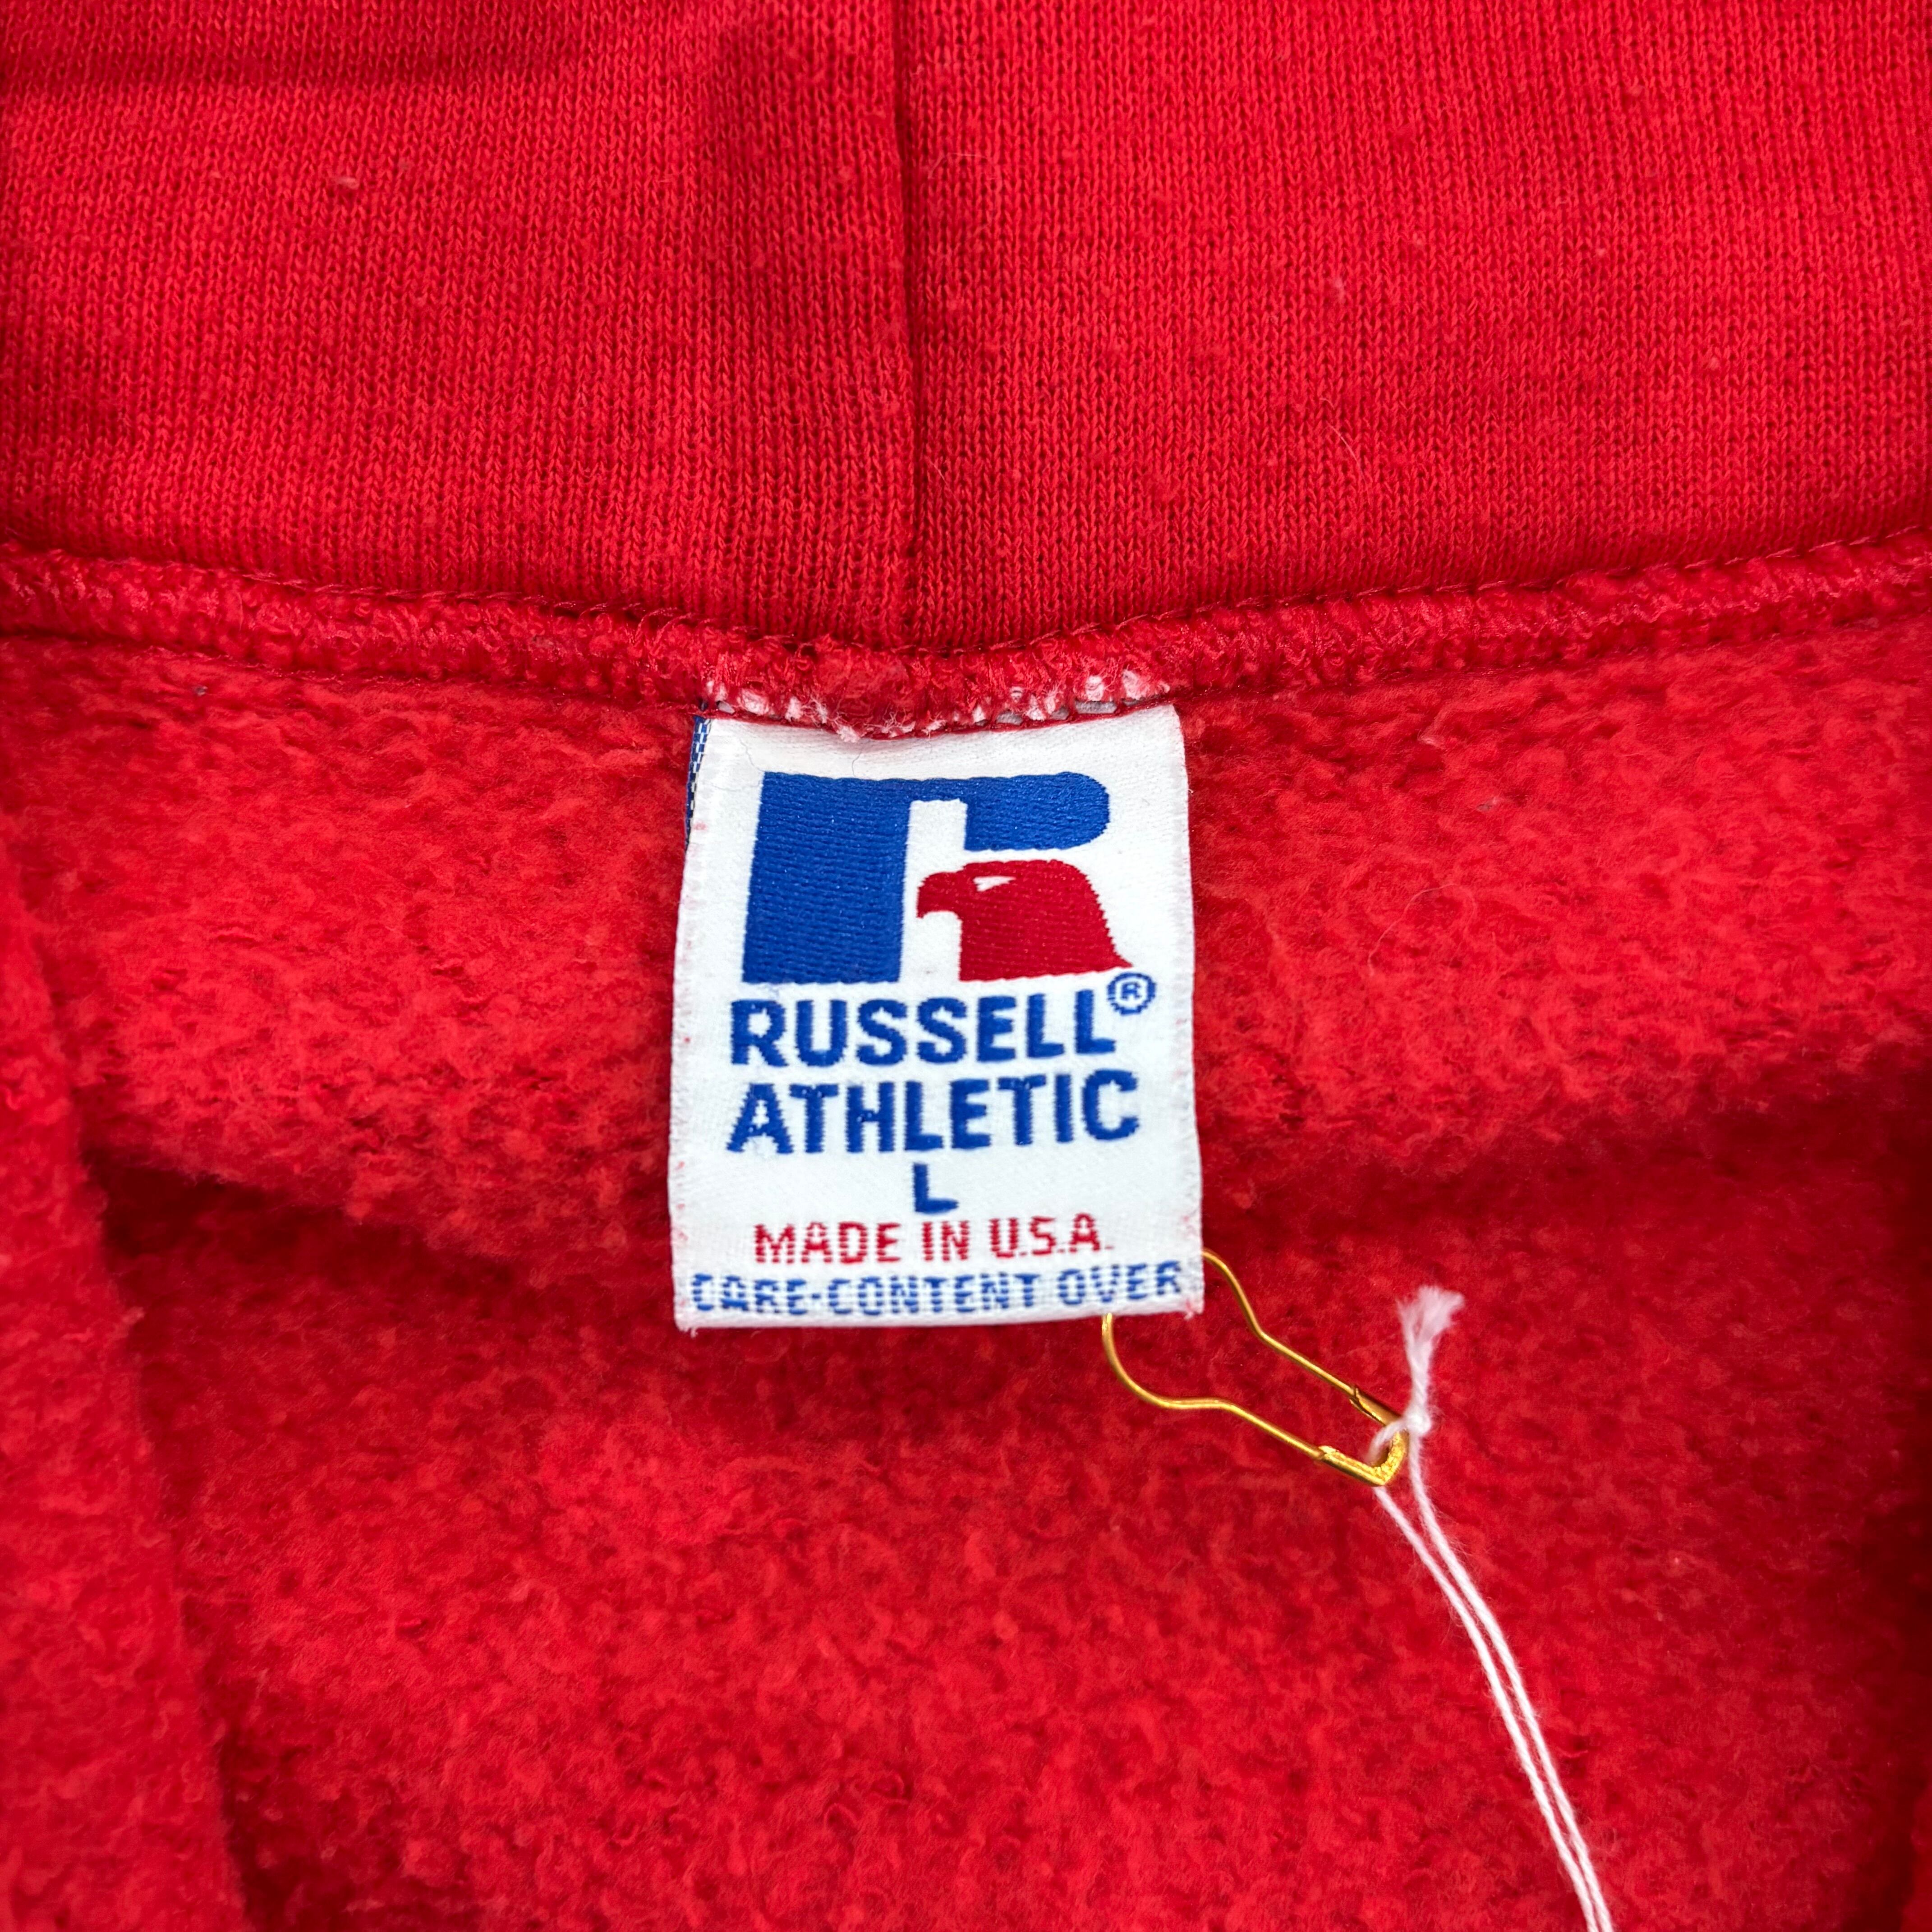 RUSSELL®
ATHLETIC
L
MADE IN U.S.A.
CARE-CONTENT OVER